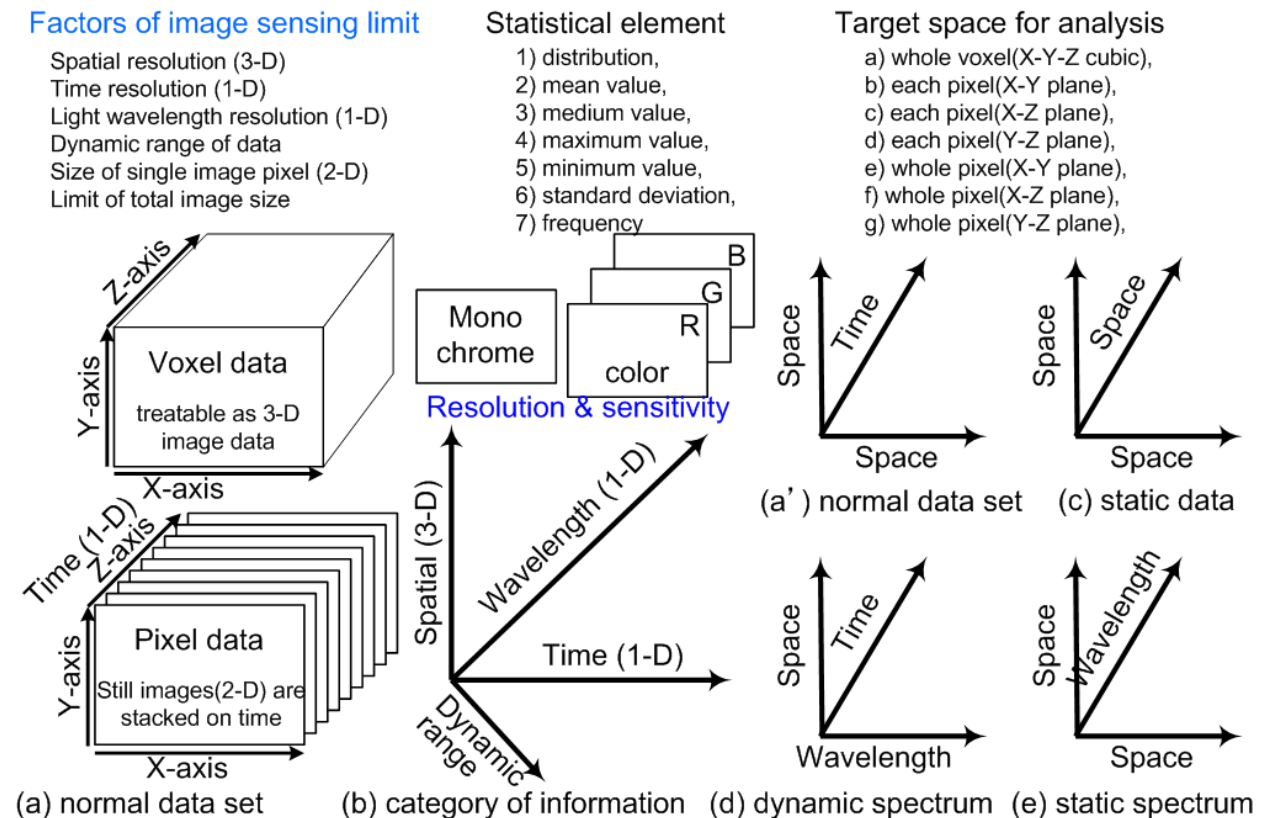 Factors of image sensing limit
Spatial resolution (3-D)
Time resolution (1-D)
Light wavelength resolution (1-D)
Dynamic range of data
Size of single image pixel (2-D)
Limit of total image size
Statistical element
1) distribution,
2) mean value,
3) medium value,
4) maximum value,
5) minimum value,
6) standard deviation,
7) frequency
Target space for analysis
a) whole voxel(X-Y-Z cubic),
b) each pixel(X-Y plane),
c) each pixel(X-Z plane),
d) each pixel(Y-Z plane),
e) whole pixel(X-Y plane),
f) whole pixel(X-Z plane),
g) whole pixel(Y-Z plane),
Z-axis
Y-axis
Voxel data
treatable as 3-D
image data
X-axis
Time (1-D)
Z-axis
Y-axis
Pixel data
Still images(2-D) are
stacked on time
X-axis
(a) normal data set
Mono
chrome
B
G
R
color
Resolution & sensitivity
Spatial (3-D)
Wavelength (1-D)
Time (1-D)
Dynamic
range
(b) category of information
Space
Time
Space
(a') normal data set
Space
Space
Space
(c) static data
Space
Time
Wavelength
(d) dynamic spectrum
Space
Wavelength
Space
(e) static spectrum